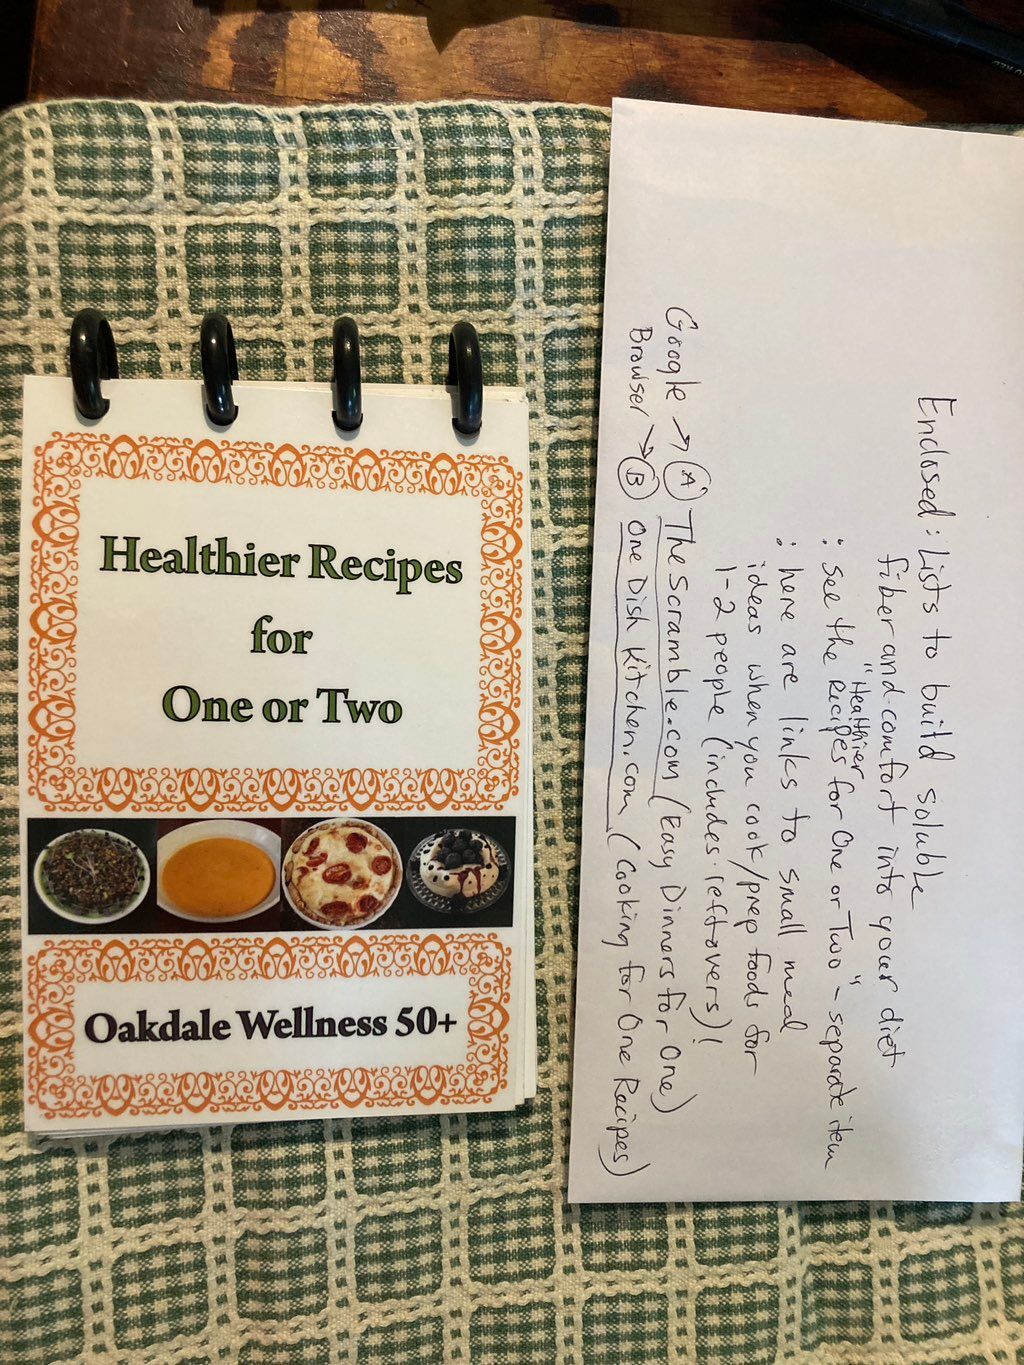 Healthier Recipes
for
One or Two
Oakdale Wellness 50+
Enclosed: Lists to build soluble
fiber and comfort into your diet
: See the "Healthier
Recipes for One or Two" - separate item
: here are links to small meal
ideas when you cook/prep foods for
1-2 people (includes leftovers)!
Google → A The Scramble.com (Easy Dinners for One)
Browser → B One Dish Kitchen.com (Cooking for One Recipes)